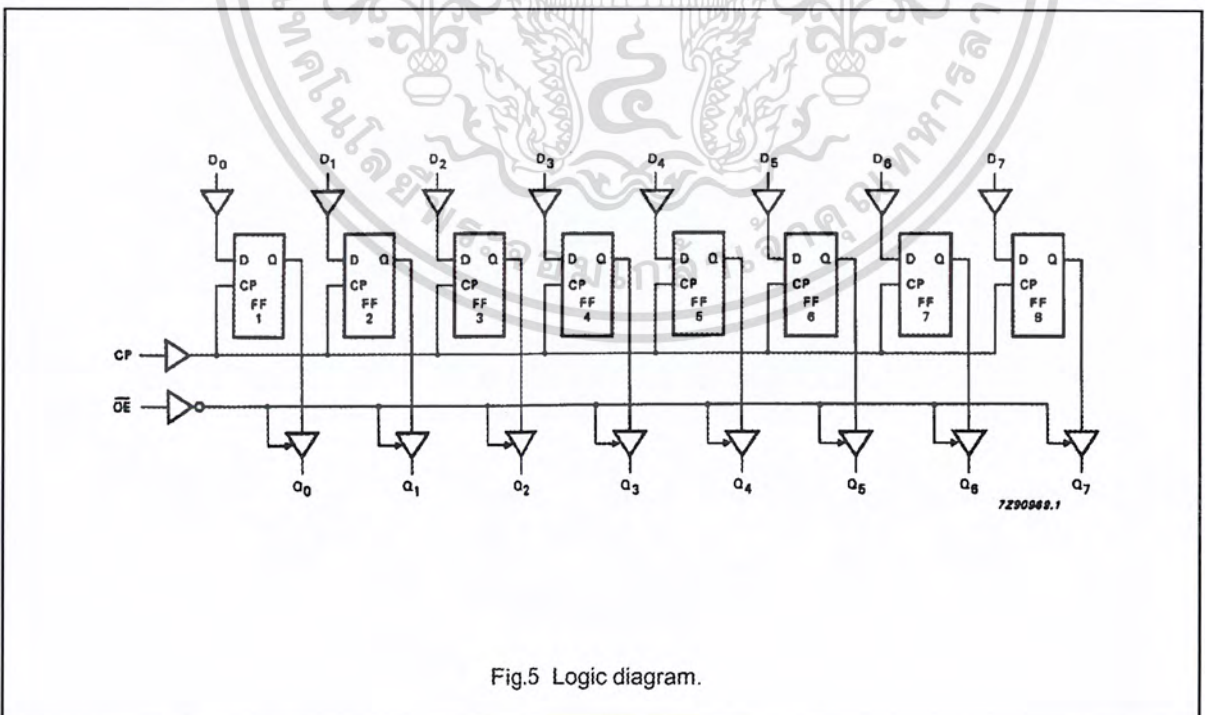 D0 D1 D2 D3 D4 D5 D6 D7
D Q D Q D Q D Q D Q D Q D Q D Q
CP CP CP CP CP CP CP CP
FF FF FF FF FF FF FF FF
1 2 3 4 5 6 7 8
CP
OE
Q0 Q1 Q2 Q3 Q4 Q5 Q6 Q7
7Z90969.1
Fig.5 Logic diagram.